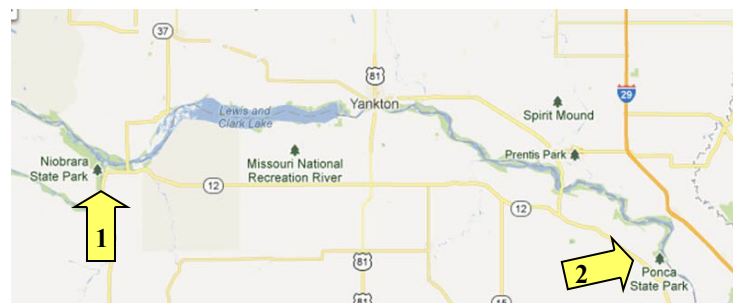 37
81
29
Lewis and
Clark Lake
Yankton
Spirit Mound
Niobrara
State Park
Missouri National
Recreation River
Prentis Park
12
12
1
81
2
Ponca
State Park
81
15